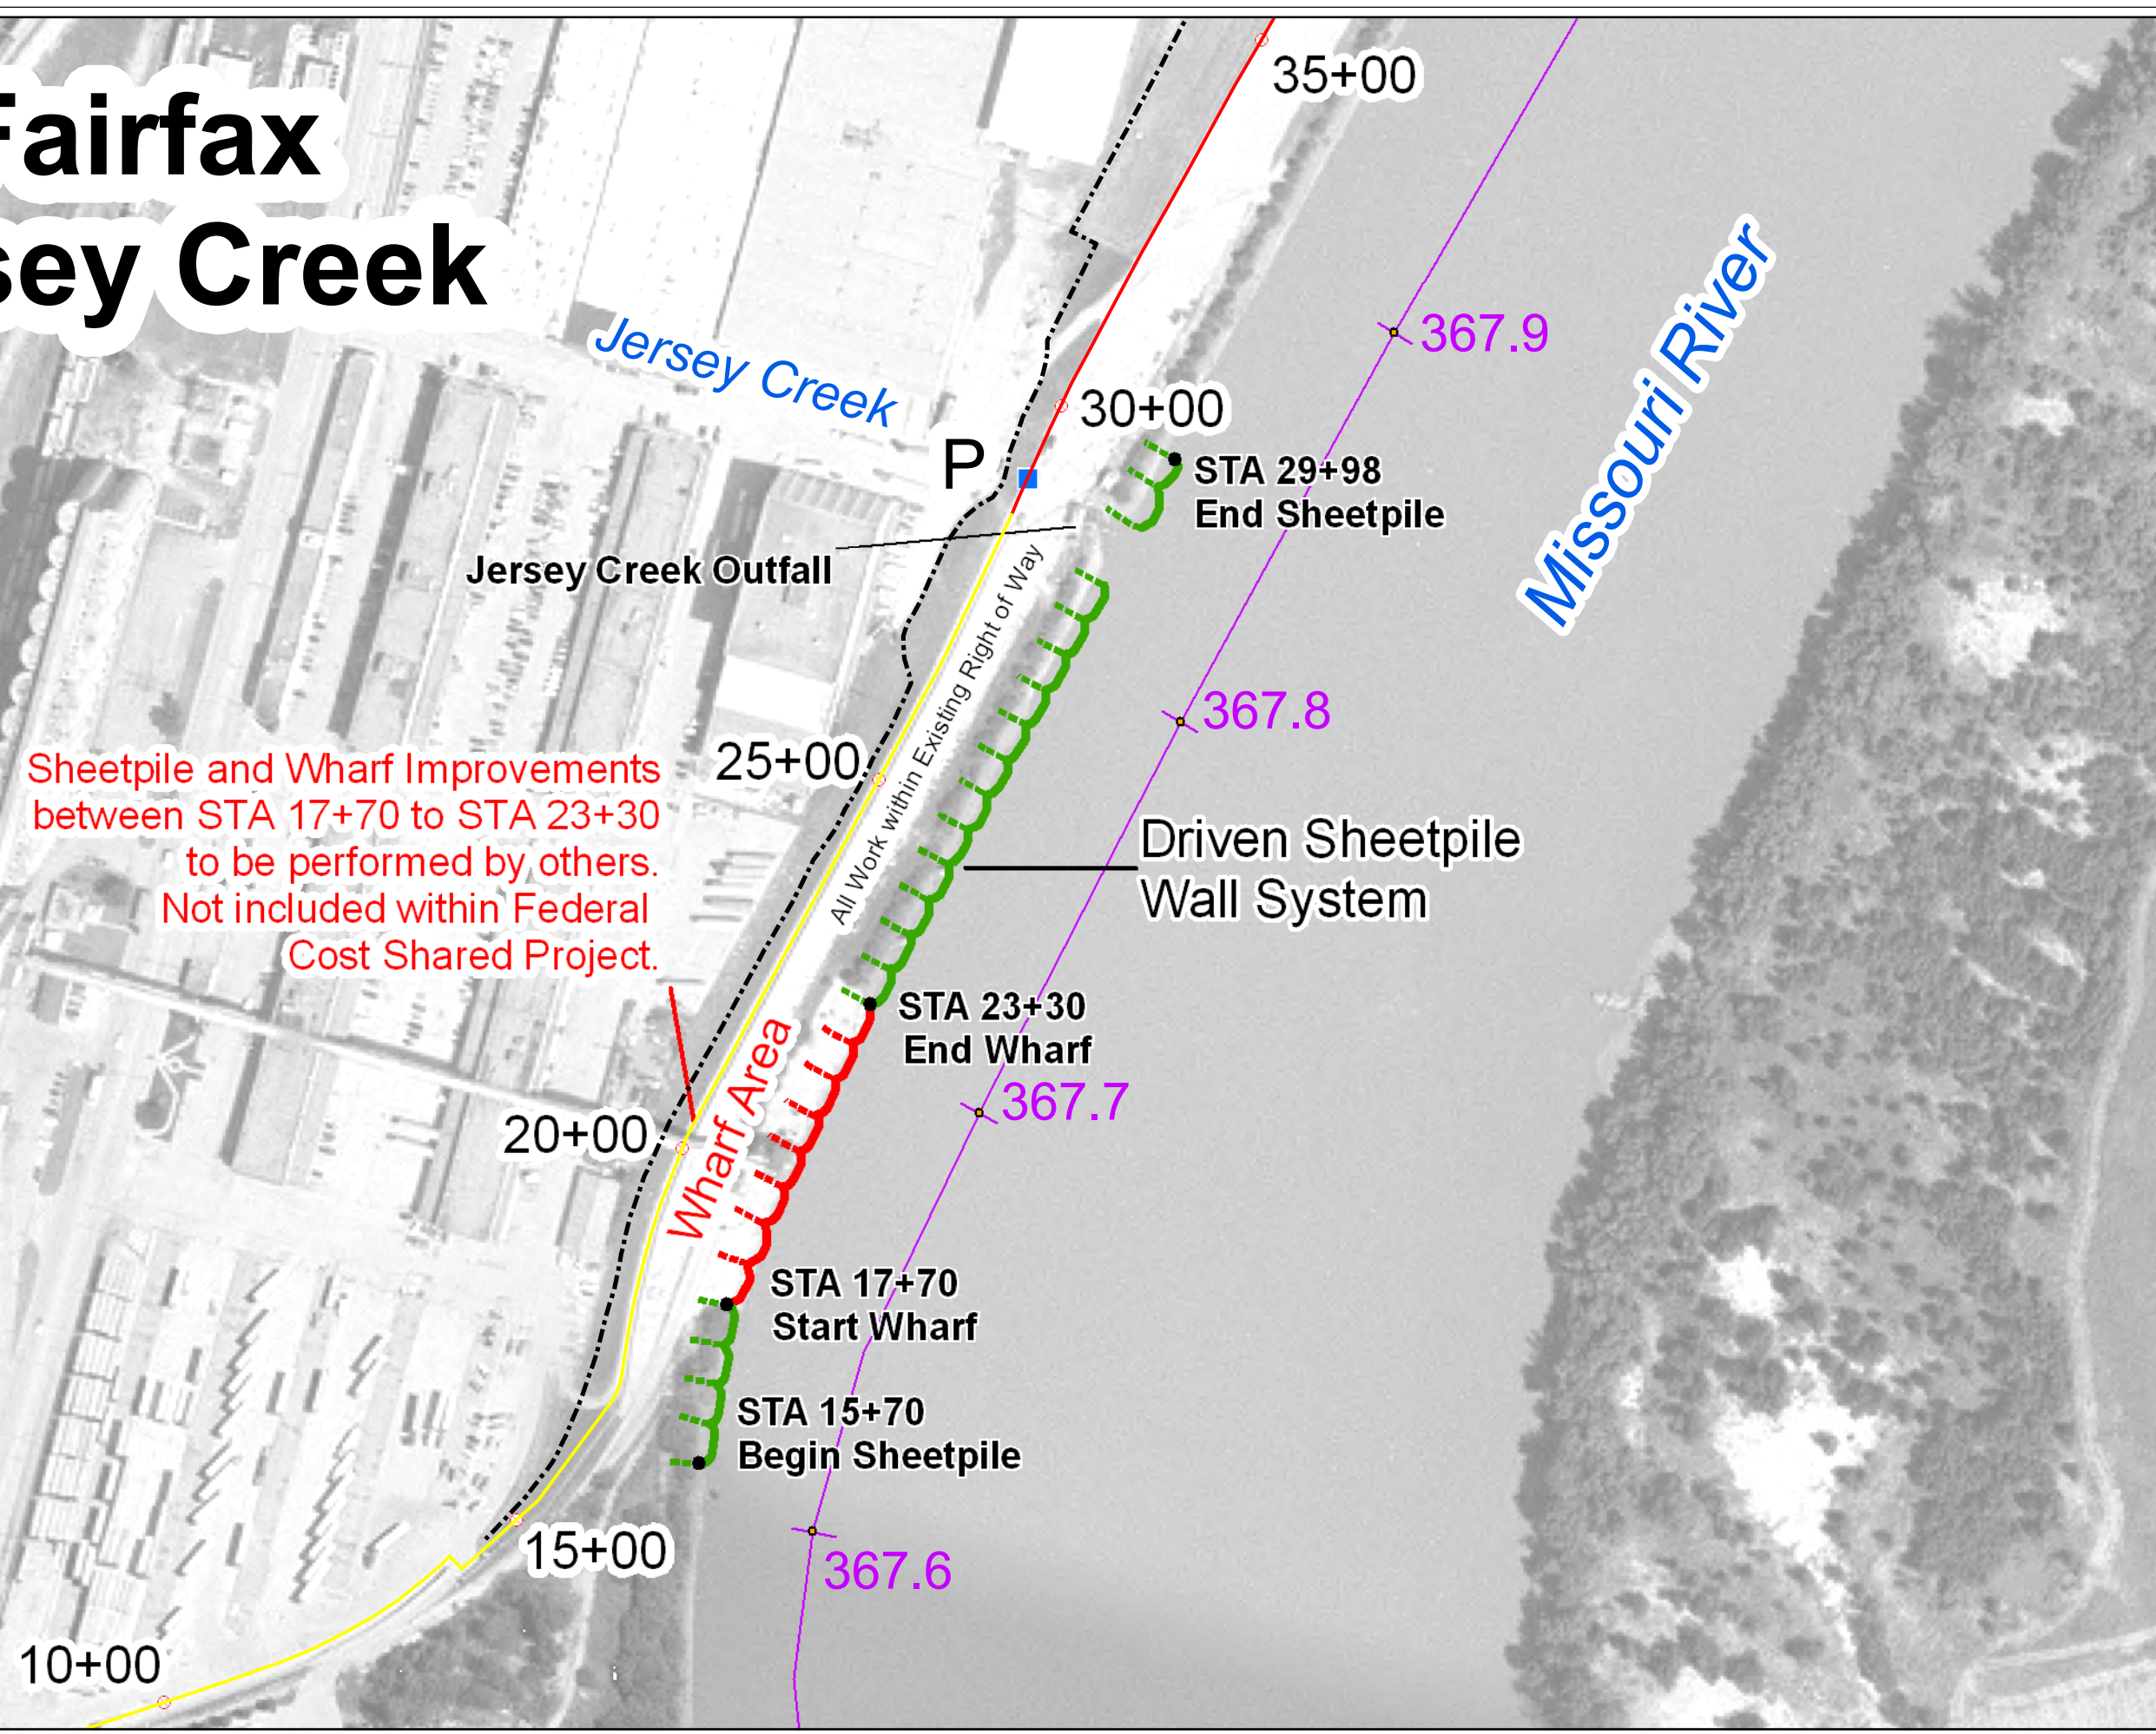 Fairfax
sey Creek
35+00
Jersey Creek
367.9
Missouri River
30+00
P
STA 29+98
End Sheetpile
Jersey Creek Outfall
All Work within Existing Right of Way
367.8
25+00
Sheetpile and Wharf Improvements
between STA 17+70 to STA 23+30
to be performed by others.
Not included within Federal
Cost Shared Project.
Driven Sheetpile
Wall System
STA 23+30
End Wharf
Wharf Area
367.7
20+00
STA 17+70
Start Wharf
STA 15+70
Begin Sheetpile
15+00
367.6
10+00